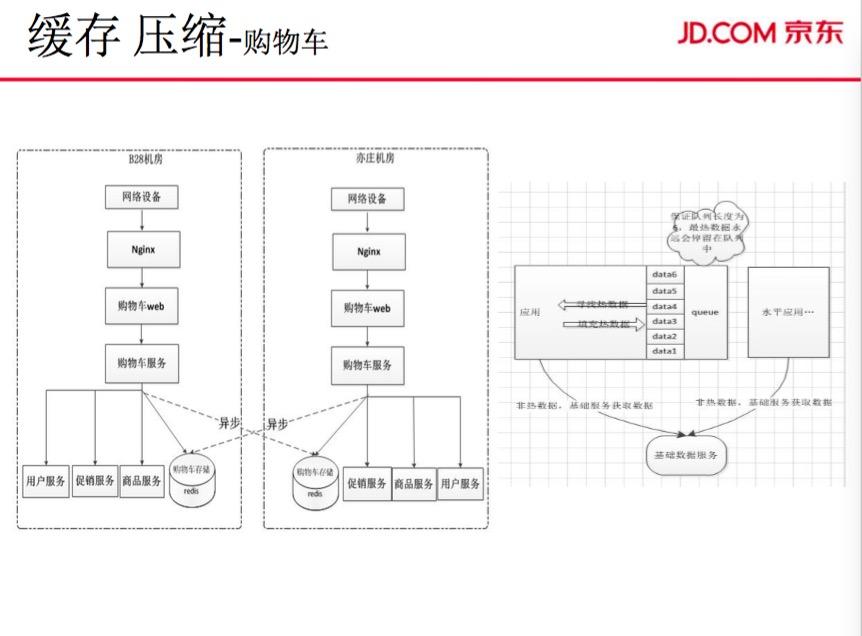 缓存 压缩-购物车
JD.COM 京东
B28机房
网络设备
Nginx
购物车web
购物车服务
异步
用户服务
促销服务
商品服务
购物车存储
redis
亦庄机房
网络设备
Nginx
购物车web
购物车服务
异步
购物车存储
redis
促销服务
商品服务
用户服务
保证队列长度为
6，最热数据永
远会停留在队列
中
应用
寻找热数据
填充热数据
data6
data5
data4
data3
data2
data1
queue
水平应用…
非热数据，基础服务获取数据
非热数据，基础服务获取数据
基础数据服务